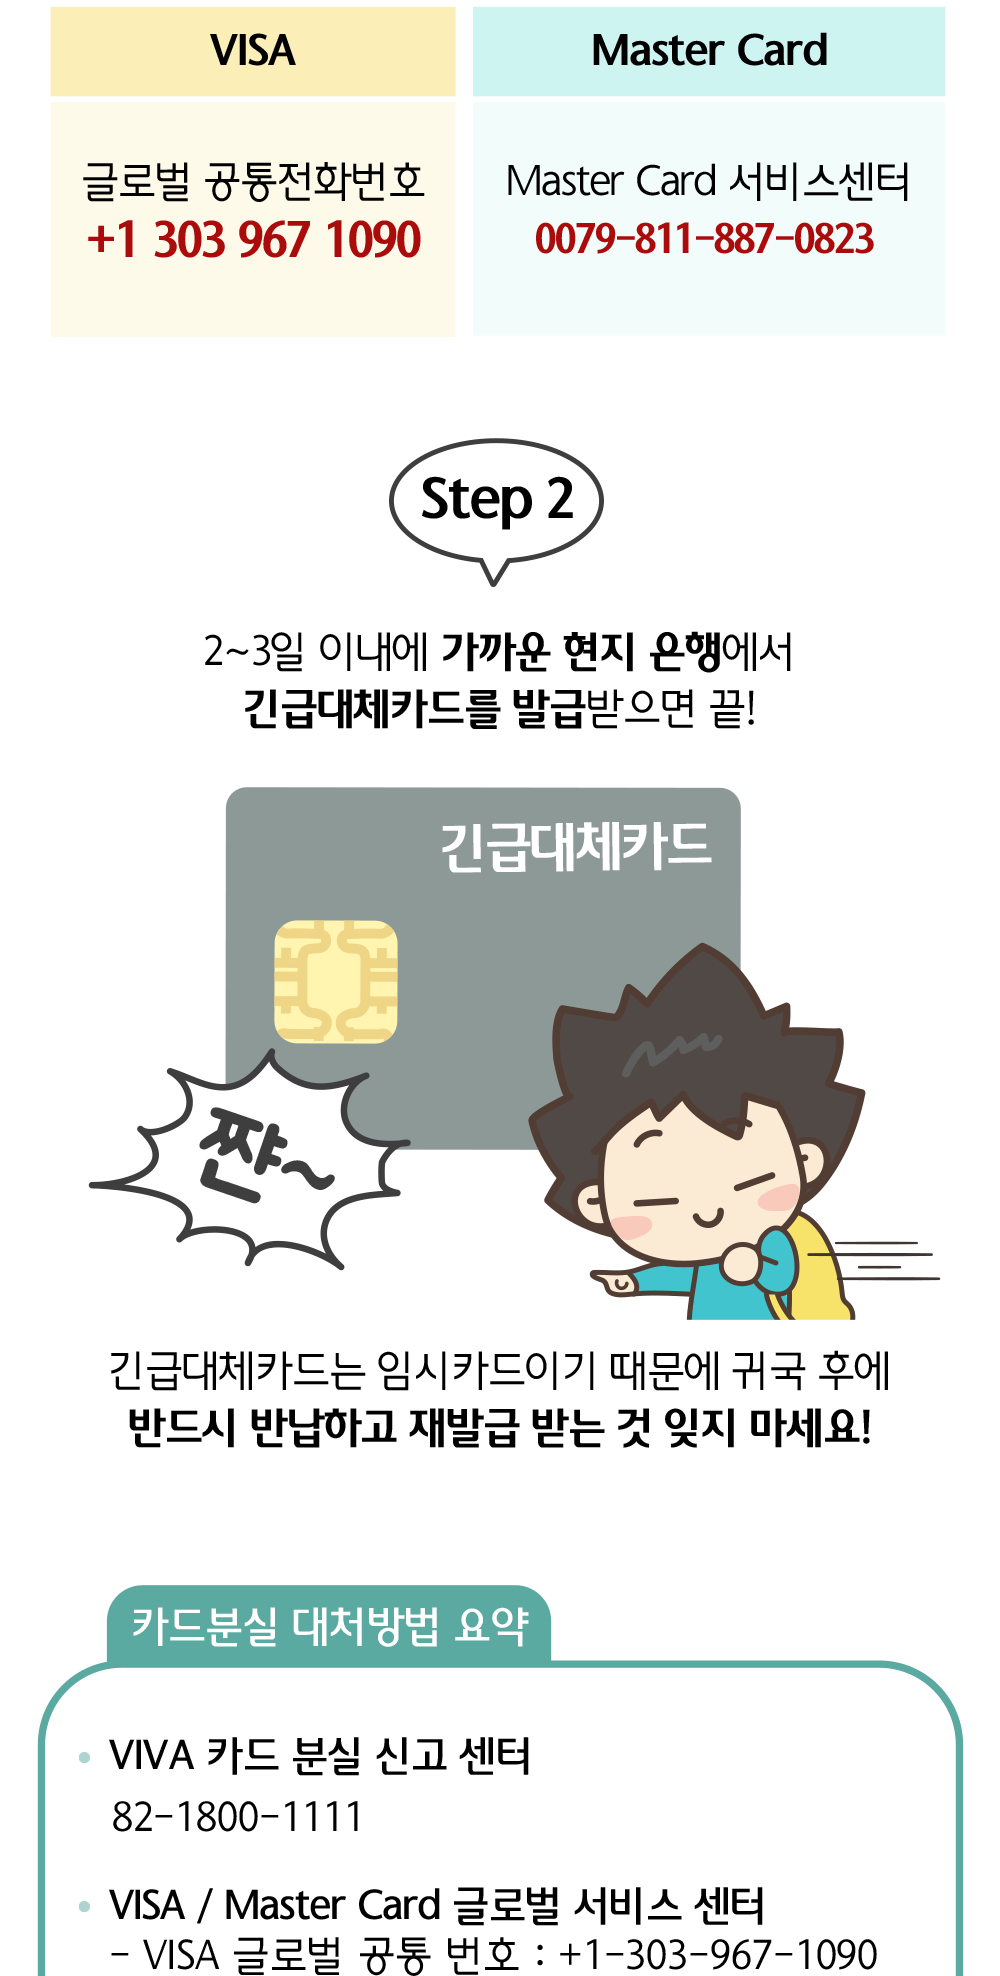 VISA
Master Card
글로벌 공통전화번호
+1 303 967 1090
Master Card 서비스센터
0079-811-887-0823
Step 2
2~3일 이내에 가까운 현지 은행에서
긴급대체카드를 발급받으면 끝!
긴급대체카드
짠~
긴급대체카드는 임시카드이기 때문에 귀국 후에
반드시 반납하고 재발급 받는 것 잊지 마세요!
카드분실 대처방법 요약
• VIVA 카드 분실 신고 센터
82-1800-1111
• VISA / Master Card 글로벌 서비스 센터
- VISA 글로벌 공통 번호 : +1-303-967-1090